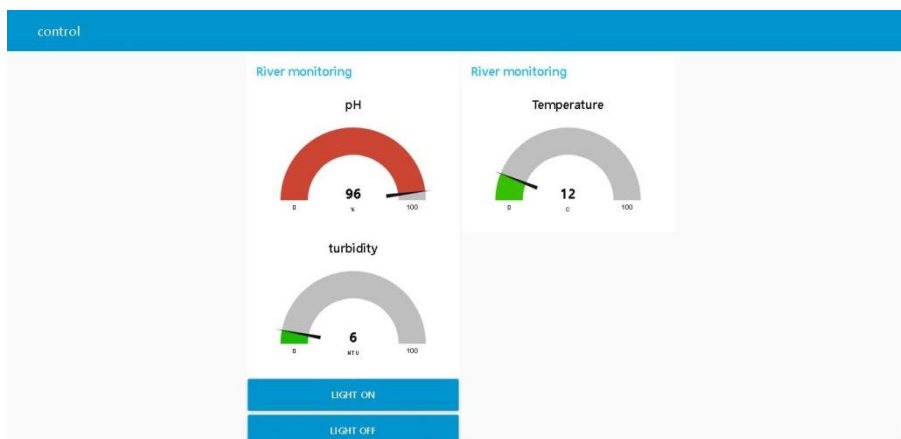 control
River monitoring
pH
96
%
0
100
turbidity
6
NTU
0
100
LIGHT ON
LIGHT OFF
River monitoring
Temperature
12
C
0
100